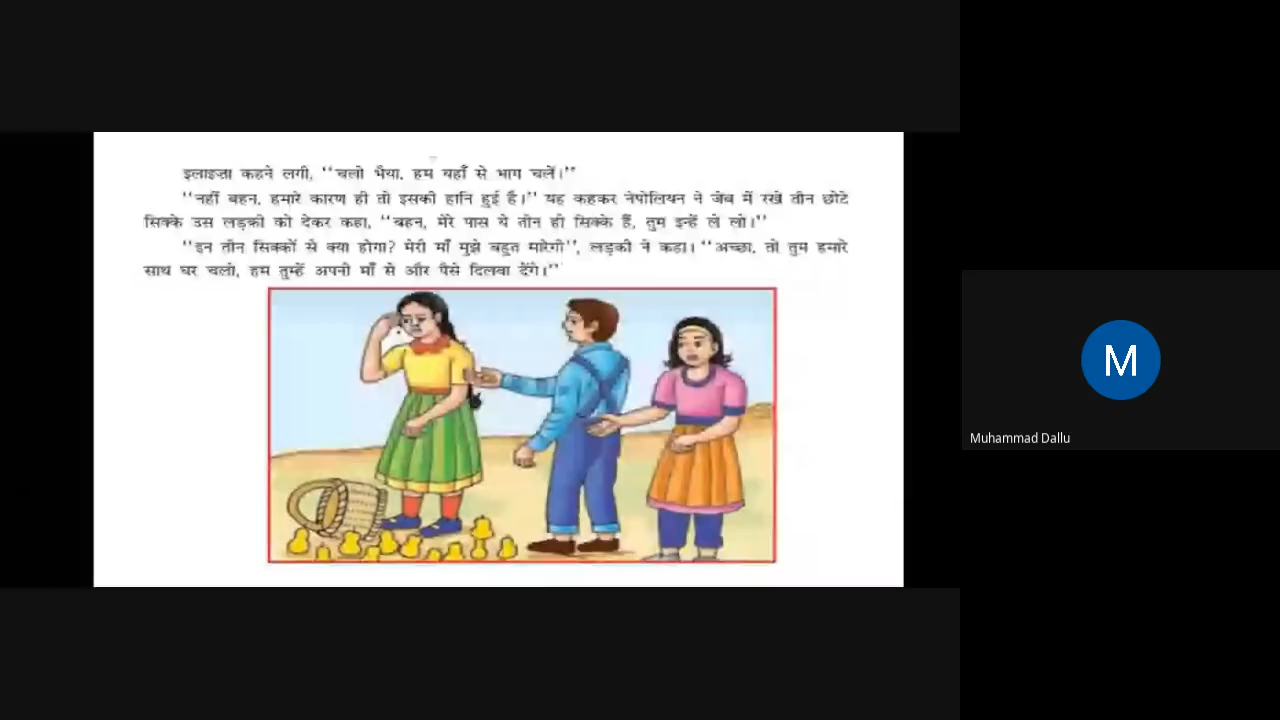 इलाइज़ा कहने लगी, ‘‘चलो भैया, हम यहाँ से भाग चलें।’’
‘‘नहीं बहन, हमारे कारण ही तो इसकी हानि हुई है।’’ यह कहकर नेपोलियन ने जेब में रखे तीन छोटे
सिक्के उस लड़की को देकर कहा, ‘‘बहन, मेरे पास ये तीन ही सिक्के हैं, तुम इन्हें ले लो।’’
‘‘इन तीन सिक्कों से क्या होगा? मेरी माँ मुझे बहुत मारेगी’’, लड़की ने कहा। ‘‘अच्छा, तो तुम हमारे
साथ घर चलो, हम तुम्हें अपनी माँ से और पैसे दिलवा देंगे।’’
M
Muhammad Dallu